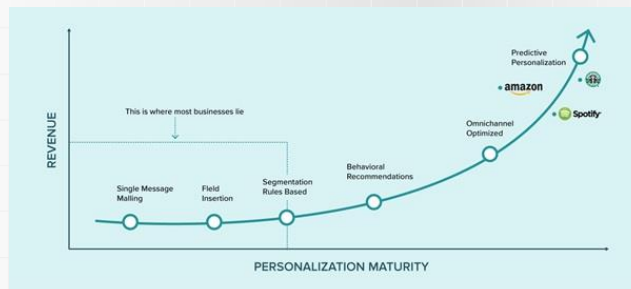 Predictive
Personalization
amazon
Spotify
This is where most businesses lie
Omnichannel
Optimized
REVENUE
Behavioral
Recommendations
Segmentation
Rules Based
Single Message
Malling
Field
Insertion
PERSONALIZATION MATURITY